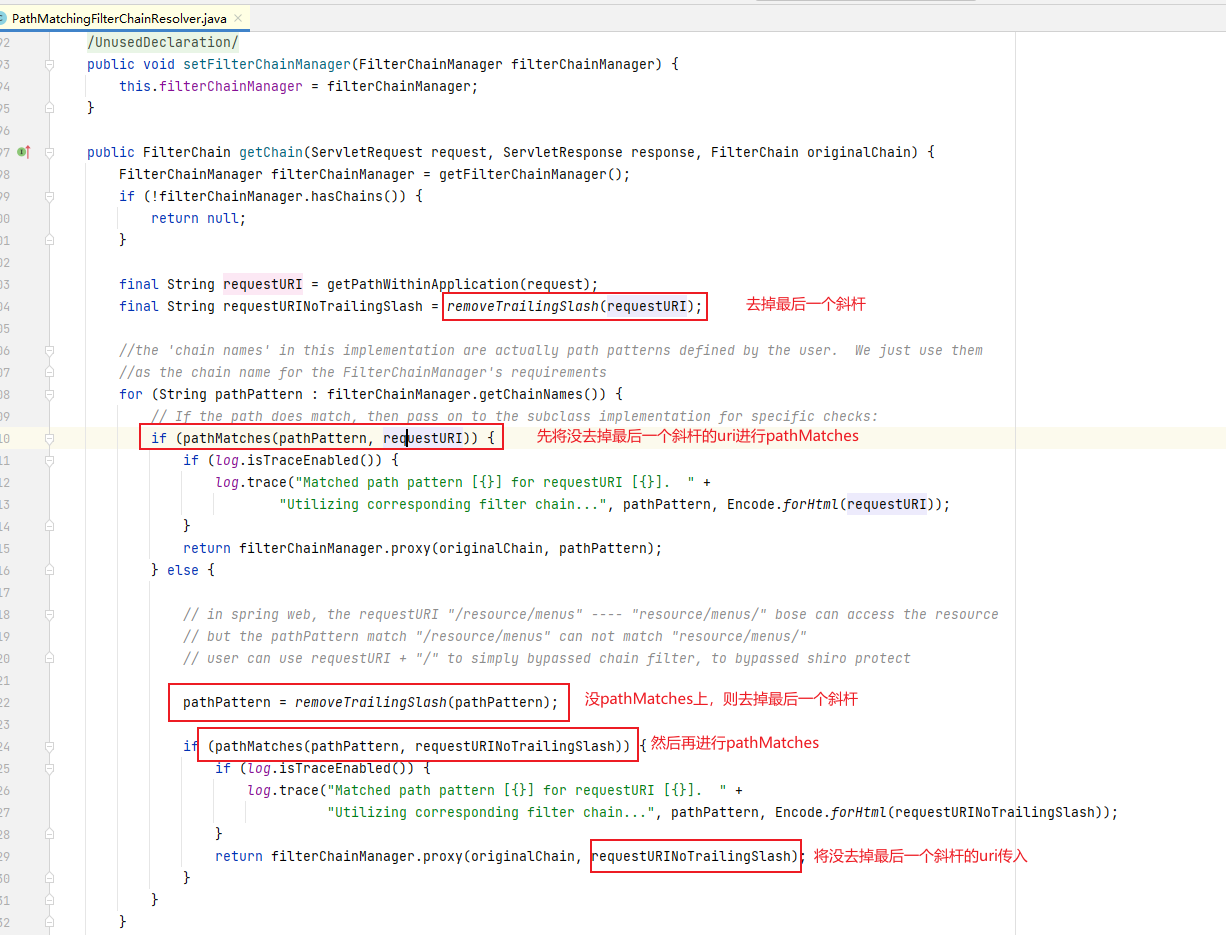 PathMatchingFilterChainResolver.java
92 /UnusedDeclaration/
93 public void setFilterChainManager(FilterChainManager filterChainManager) {
94 this.filterChainManager = filterChainManager;
95 }
96
97 public FilterChain getChain(ServletRequest request, ServletResponse response, FilterChain originalChain) {
98 FilterChainManager filterChainManager = getFilterChainManager();
99 if (!filterChainManager.hasChains()) {
00 return null;
01 }
02
03 final String requestURI = getPathWithinApplication(request);
04 final String requestURINoTrailingSlash = removeTrailingSlash(requestURI); 去掉最后一个斜杆
05
06 //the 'chain names' in this implementation are actually path patterns defined by the user.  We just use them
07 //as the chain name for the FilterChainManager's requirements
08 for (String pathPattern : filterChainManager.getChainNames()) {
09 // If the path does match, then pass on to the subclass implementation for specific checks:
10 if (pathMatches(pathPattern, requestURI)) { 先将没去掉最后一个斜杆的uri进行pathMatches
11 if (log.isTraceEnabled()) {
12 log.trace("Matched path pattern [{}] for requestURI [{}].  " +
13 "Utilizing corresponding filter chain...", pathPattern, Encode.forHtml(requestURI));
14 }
15 return filterChainManager.proxy(originalChain, pathPattern);
16 } else {
17
18 // in spring web, the requestURI "/resource/menus" ---- "resource/menus/" bose can access the resource
19 // but the pathPattern match "/resource/menus" can not match "resource/menus/"
20 // user can use requestURI + "/" to simply bypassed chain filter, to bypassed shiro protect
21
22 pathPattern = removeTrailingSlash(pathPattern); 没pathMatches上，则去掉最后一个斜杆
23
24 if (pathMatches(pathPattern, requestURINoTrailingSlash)) { 然后再进行pathMatches
25 if (log.isTraceEnabled()) {
26 log.trace("Matched path pattern [{}] for requestURI [{}].  " +
27 "Utilizing corresponding filter chain...", pathPattern, Encode.forHtml(requestURINoTrailingSlash));
28 }
29 return filterChainManager.proxy(originalChain, requestURINoTrailingSlash); 将没去掉最后一个斜杆的uri传入
30 }
31 }
32 }